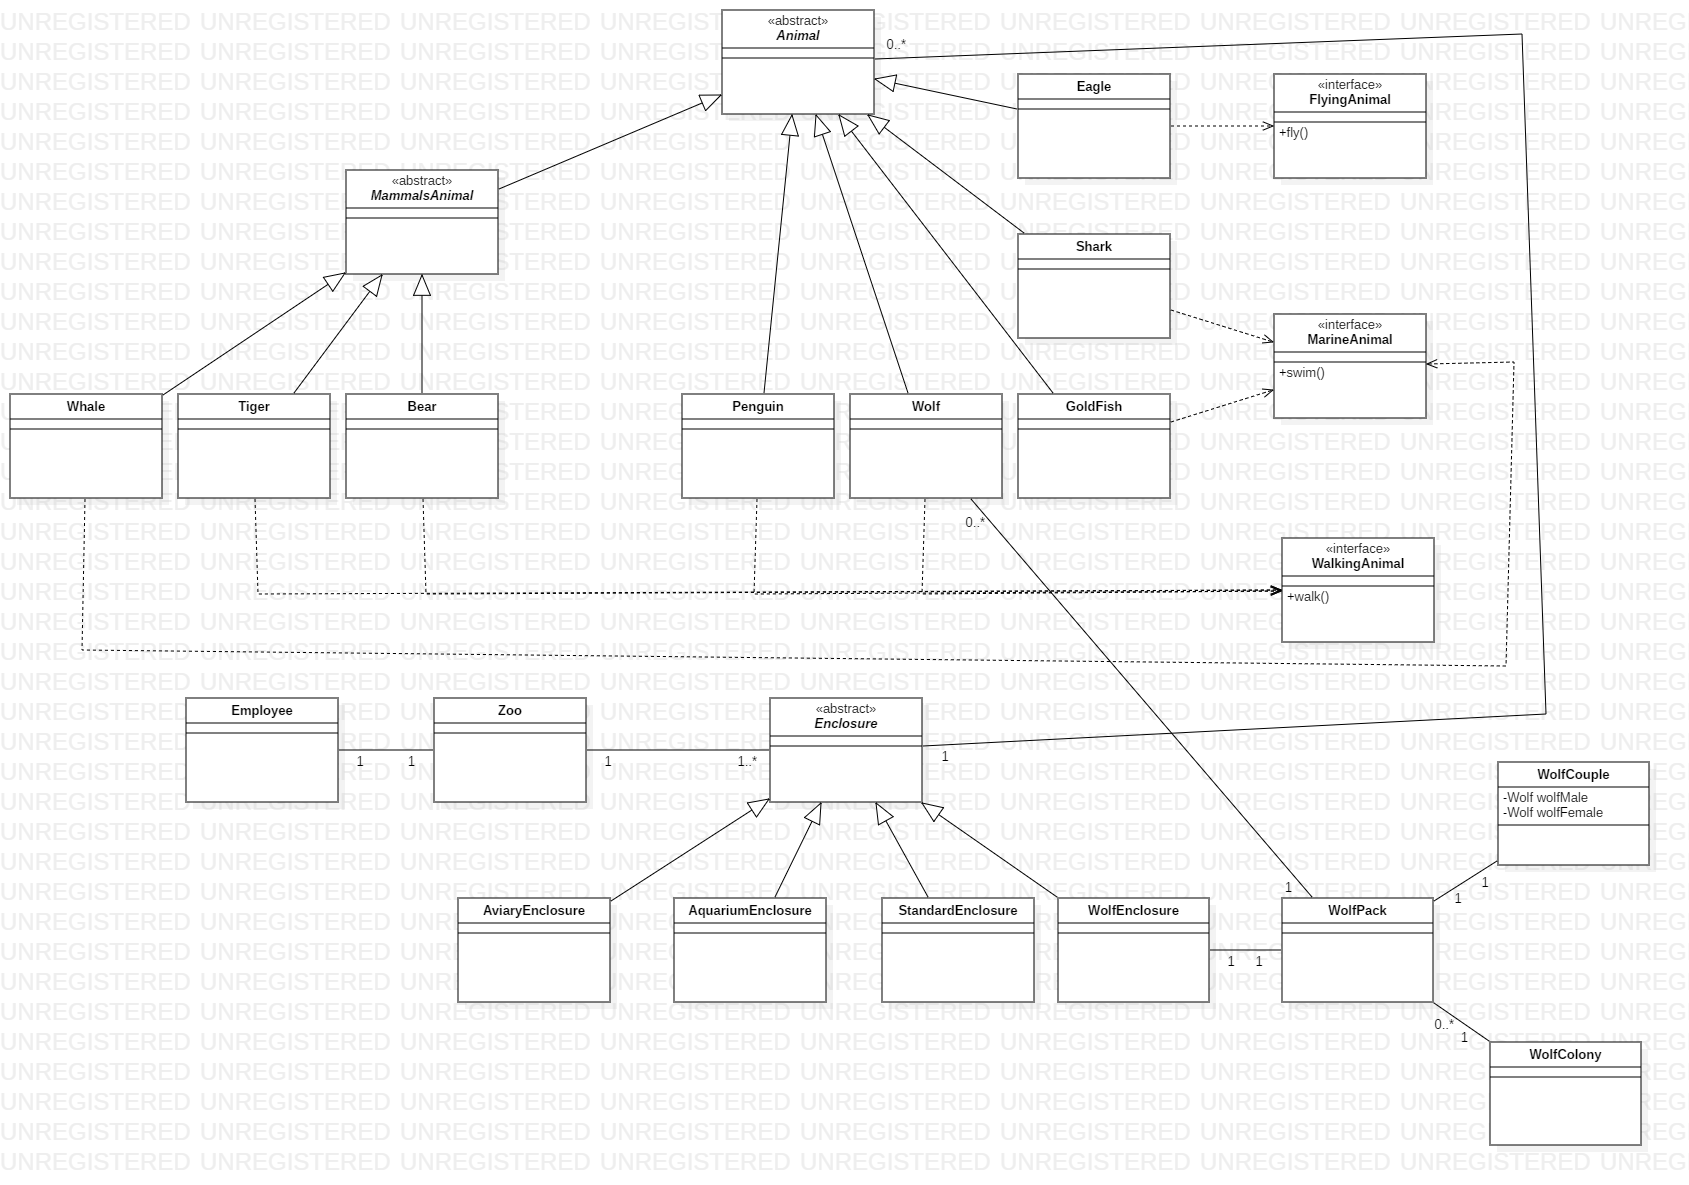 «abstract»
Animal
0..*
Eagle
«interface»
FlyingAnimal
+fly()
«abstract»
MammalsAnimal
Shark
«interface»
MarineAnimal
+swim()
Whale
Tiger
Bear
Penguin
Wolf
GoldFish
0..*
«interface»
WalkingAnimal
+walk()
Employee
Zoo
«abstract»
Enclosure
1
1
1
1..*
1
WolfCouple
-Wolf wolfMale
-Wolf wolfFemale
1
1
1
AviaryEnclosure
AquariumEnclosure
StandardEnclosure
WolfEnclosure
WolfPack
1
1
0..*
1
WolfColony
UNREGISTERED